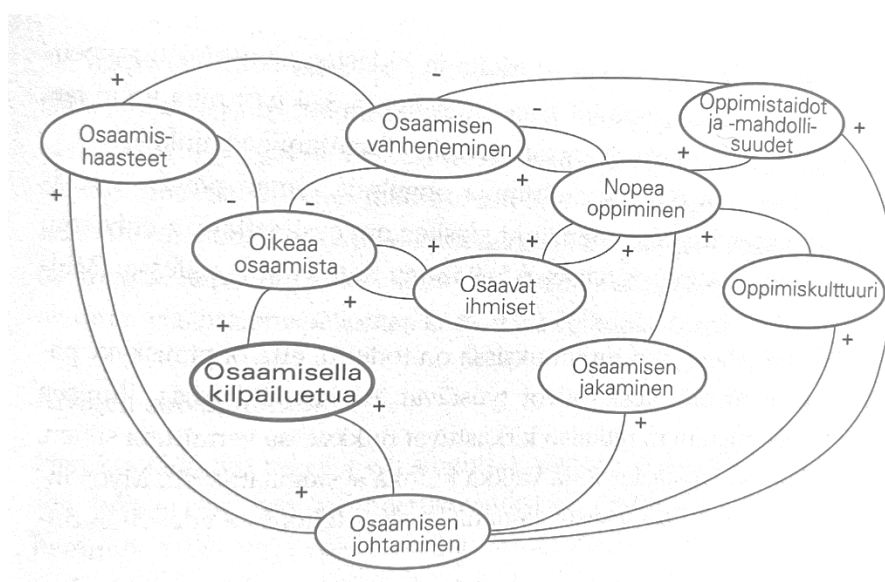 Osaamis-
haasteet
Osaamisen
vanheneminen
Oppimistaidot
ja -mahdolli-
suudet
Nopea
oppiminen
Oikeaa
osaamista
Osaavat
ihmiset
Oppimiskulttuuri
Osaamisella
kilpailuetua
Osaamisen
jakaminen
Osaamisen
johtaminen